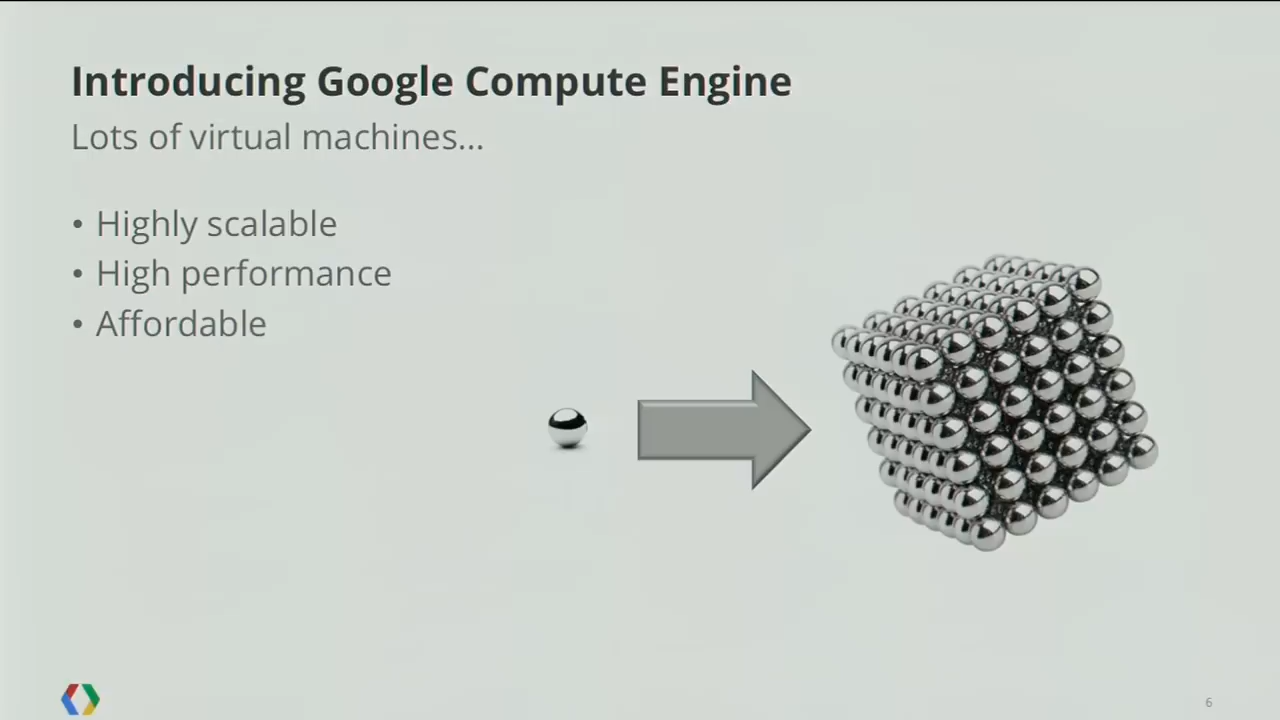 Introducing Google Compute Engine
Lots of virtual machines...
• Highly scalable
• High performance
• Affordable
6